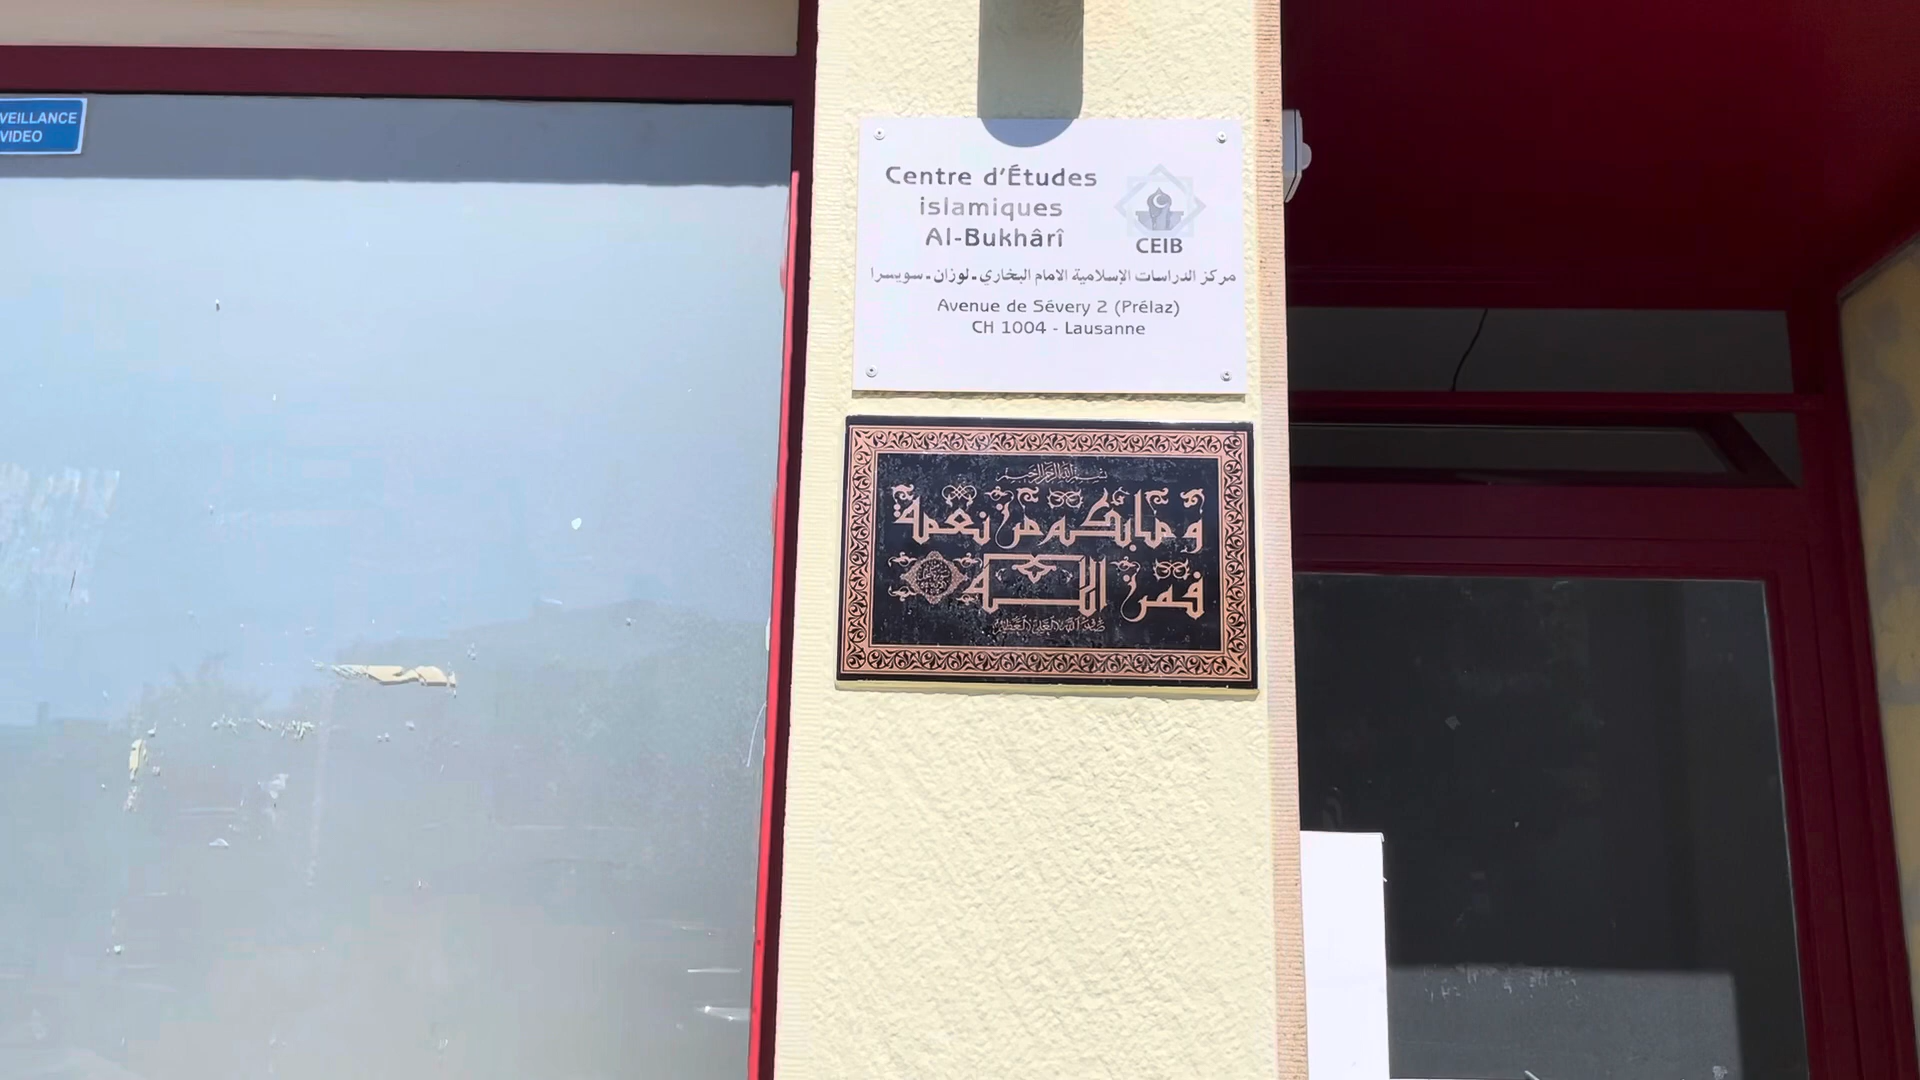 VEILLANCE
VIDEO
Centre d'Études
islamiques
Al-Bukhârî
CEIB
مركز الدراسات الإسلامية الامام البخاري - لوزان - سويسرا
Avenue de Sévery 2 (Prélaz)
CH 1004 - Lausanne
بسم الله الرحمن الرحيم
وما بكم من نعمة
فمن الله
صدق الله العلي العظيم